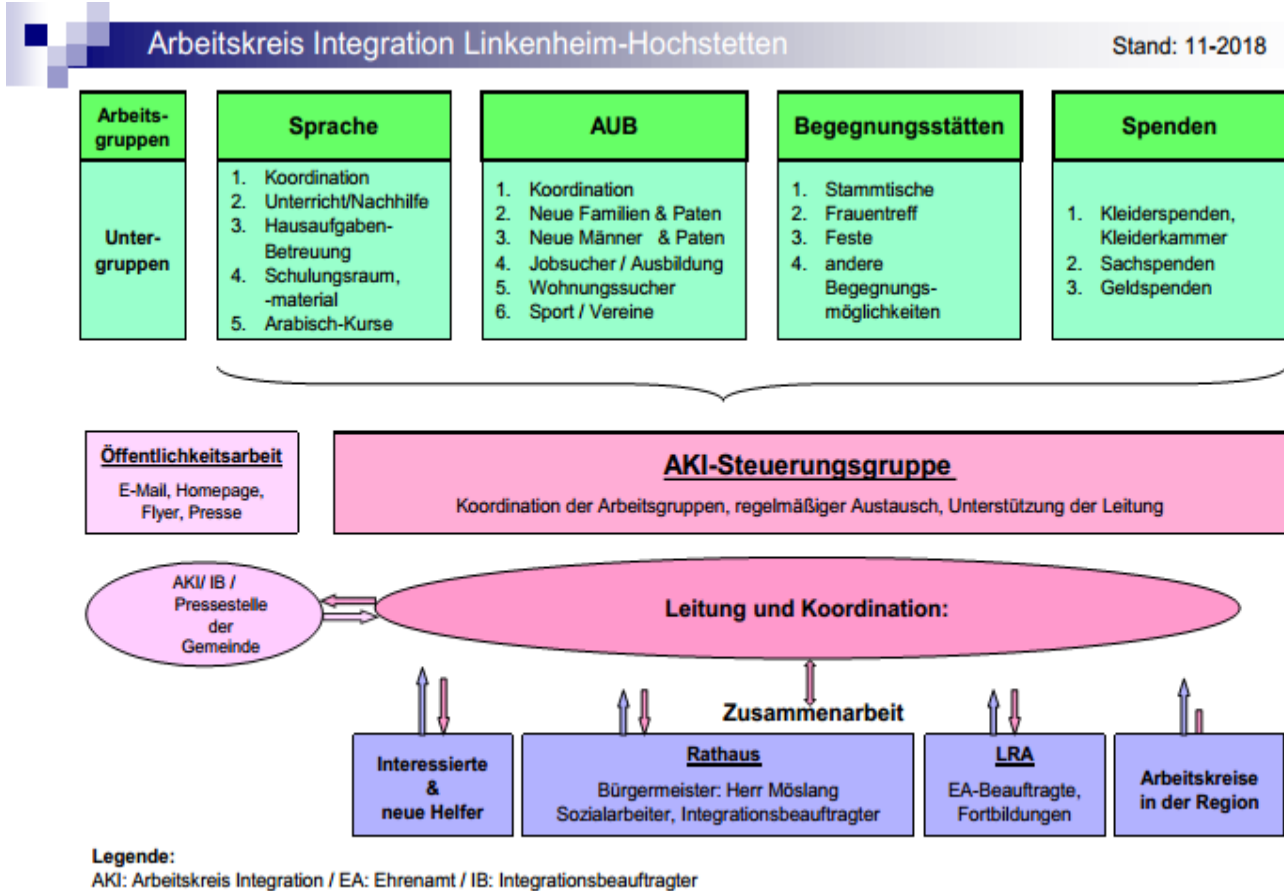 Arbeitskreis Integration Linkenheim-Hochstetten
Stand: 11-2018
Arbeits-
gruppen
Sprache
AUB
Begegnungsstätten
Spenden
Unter-
gruppen
1. Koordination
2. Unterricht/Nachhilfe
3. Hausaufgaben-
Betreuung
4. Schulungsraum,
-material
5. Arabisch-Kurse
1. Koordination
2. Neue Familien & Paten
3. Neue Männer & Paten
4. Jobsucher / Ausbildung
5. Wohnungssucher
6. Sport / Vereine
1. Stammtische
2. Frauentreff
3. Feste
4. andere
Begegnungs-
möglichkeiten
1. Kleiderspenden,
Kleiderkammer
2. Sachspenden
3. Geldspenden
Öffentlichkeitsarbeit
E-Mail, Homepage,
Flyer, Presse
AKI-Steuerungsgruppe
Koordination der Arbeitsgruppen, regelmäßiger Austausch, Unterstützung der Leitung
AKI/ IB /
Pressestelle
der
Gemeinde
Leitung und Koordination:
Zusammenarbeit
Interessierte
&
neue Helfer
Rathaus
Bürgermeister: Herr Möslang
Sozialarbeiter, Integrationsbeauftragter
LRA
EA-Beauftragte,
Fortbildungen
Arbeitskreise
in der Region
Legende:
AKI: Arbeitskreis Integration / EA: Ehrenamt / IB: Integrationsbeauftragter